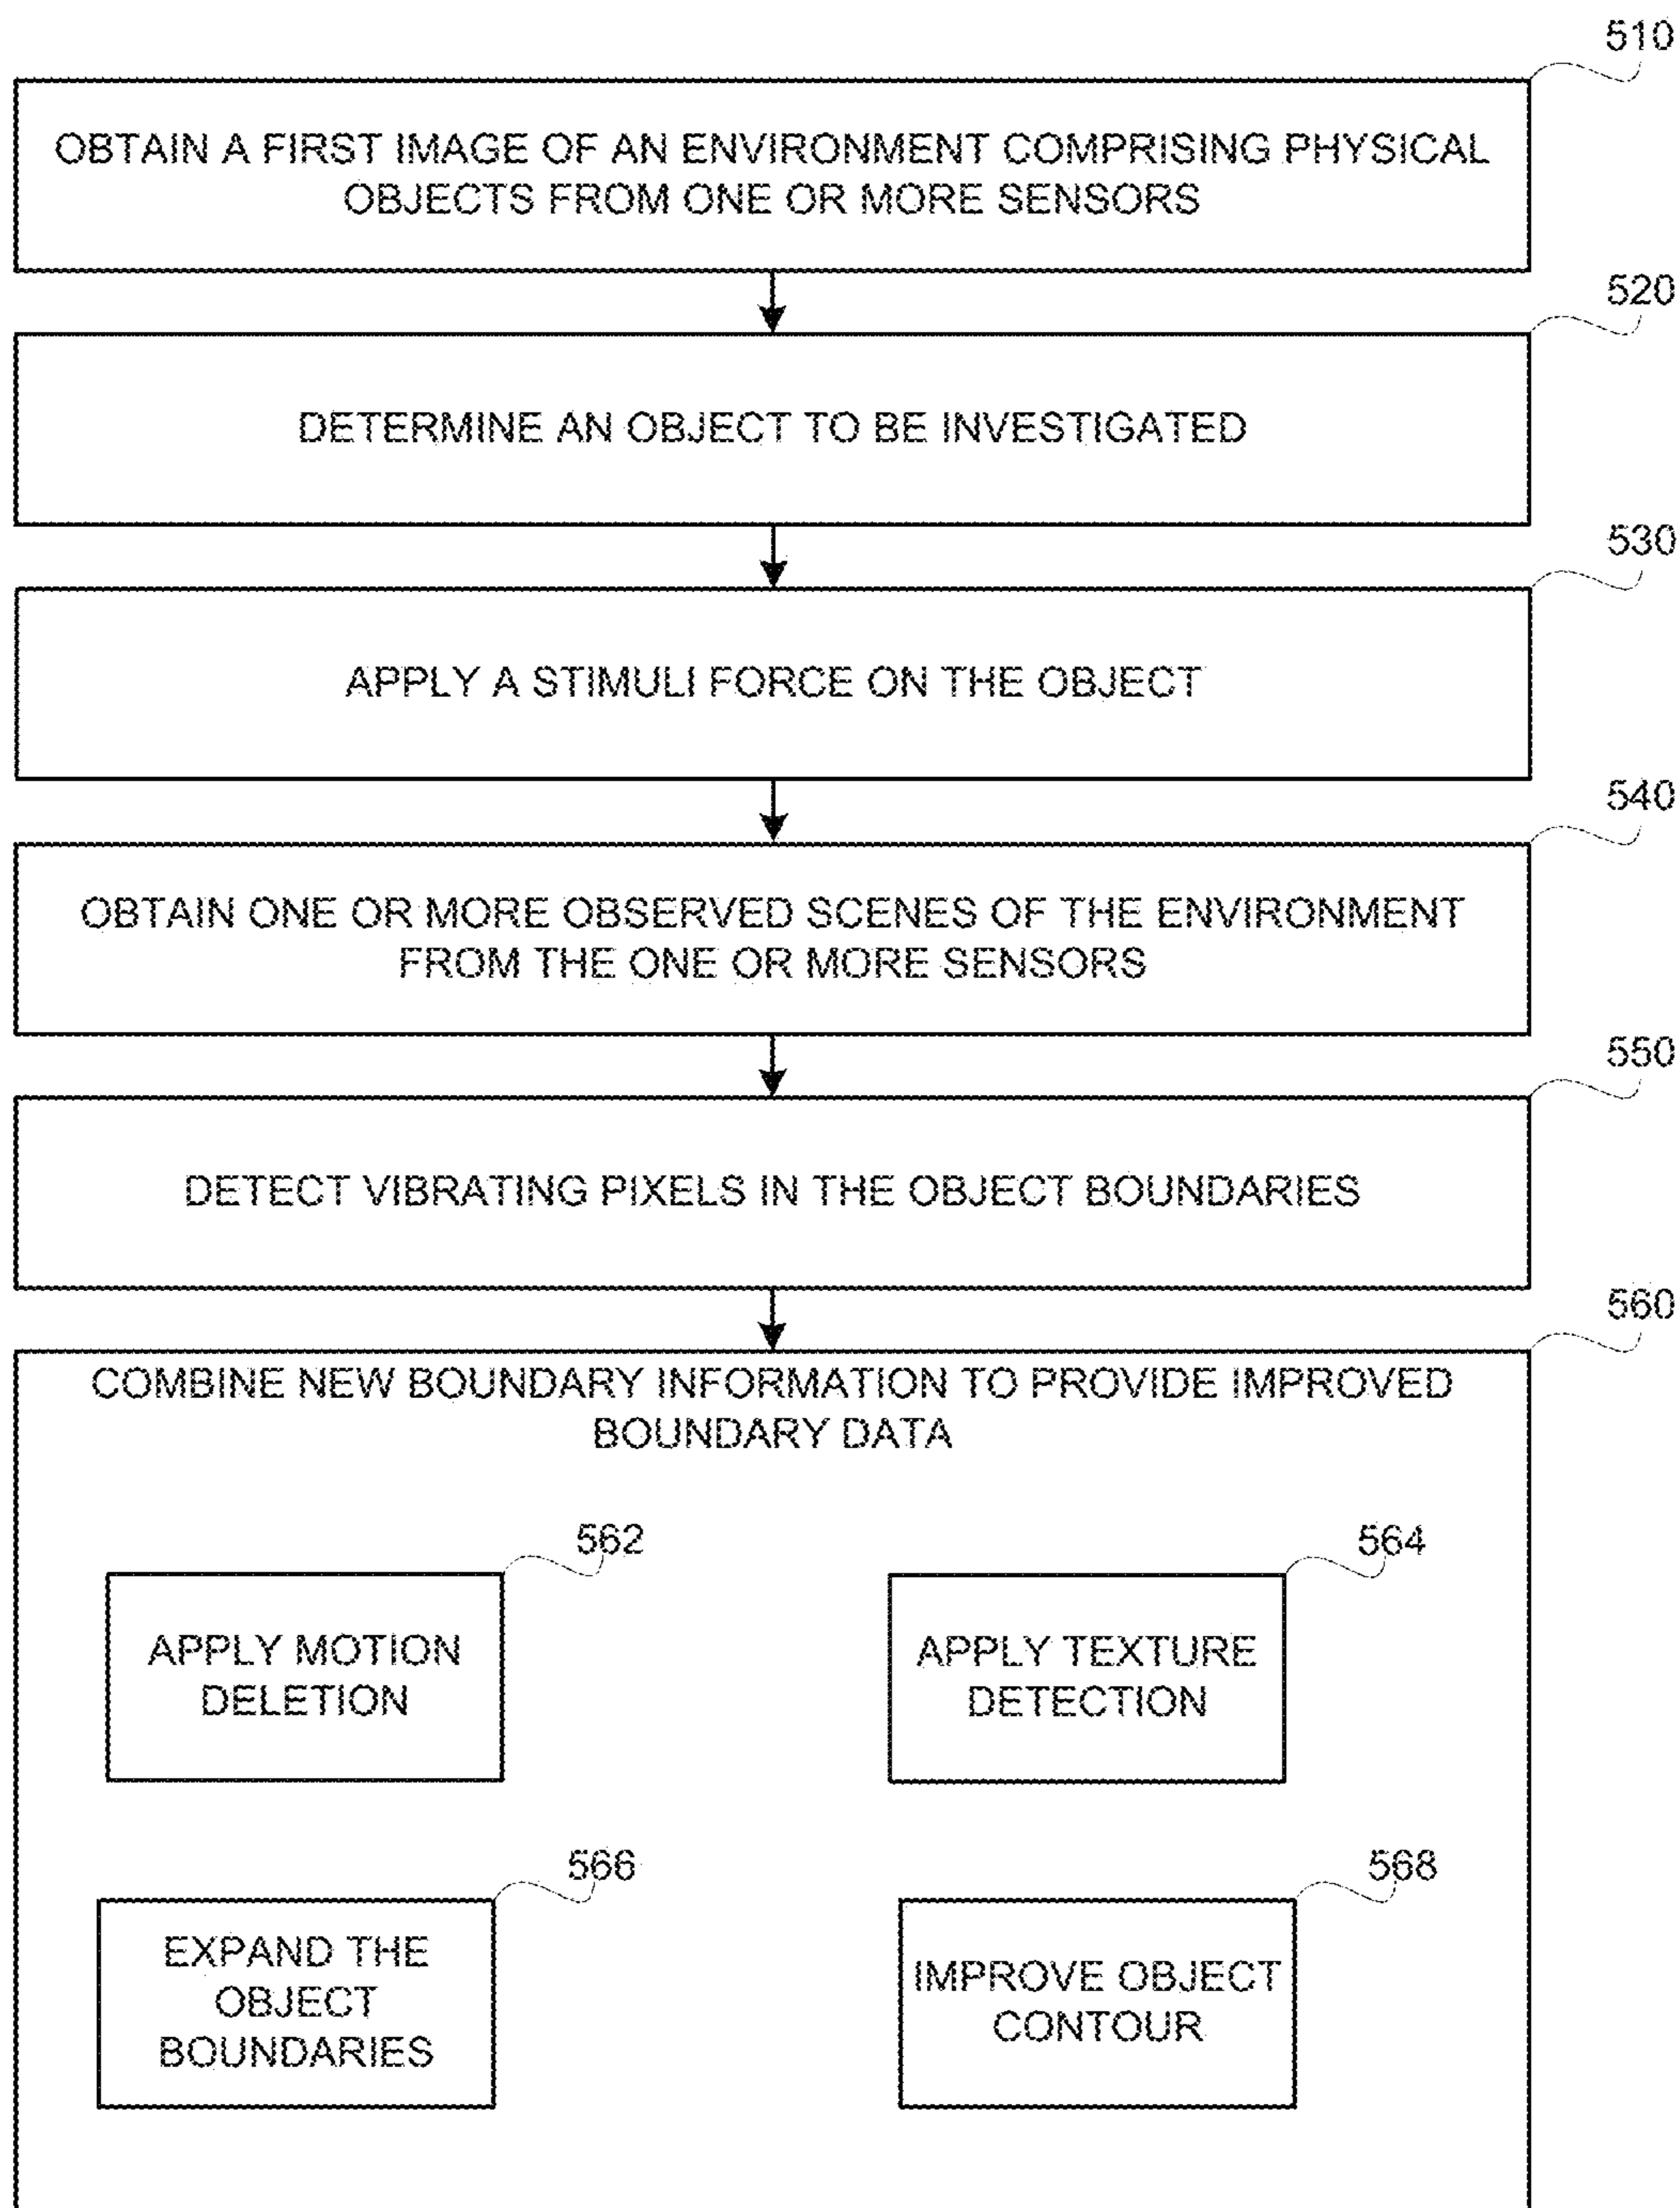 510
OBTAIN A FIRST IMAGE OF AN ENVIRONMENT COMPRISING PHYSICAL
OBJECTS FROM ONE OR MORE SENSORS
520
DETERMINE AN OBJECT TO BE INVESTIGATED
530
APPLY A STIMULI FORCE ON THE OBJECT
540
OBTAIN ONE OR MORE OBSERVED SCENES OF THE ENVIRONMENT
FROM THE ONE OR MORE SENSORS
550
DETECT VIBRATING PIXELS IN THE OBJECT BOUNDARIES
560
COMBINE NEW BOUNDARY INFORMATION TO PROVIDE IMPROVED
BOUNDARY DATA
562
APPLY MOTION
DELETION
564
APPLY TEXTURE
DETECTION
566
EXPAND THE
OBJECT
BOUNDARIES
568
IMPROVE OBJECT
CONTOUR